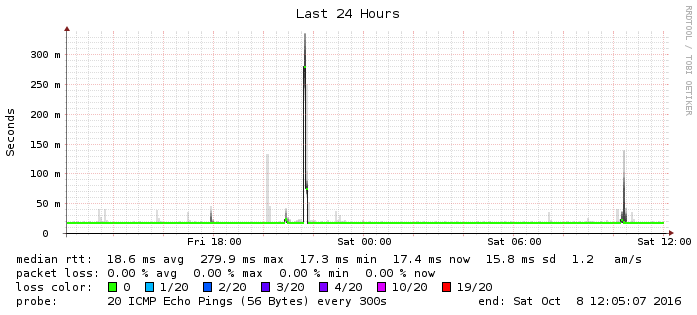 Last 24 Hours
RRDTOOL / TOBI OETIKER
Seconds
300 m
250 m
200 m
150 m
100 m
50 m
0
Fri 18:00 Sat 00:00 Sat 06:00 Sat 12:00
median rtt: 18.6 ms avg 279.9 ms max 17.3 ms min 17.4 ms now 15.8 ms sd 1.2 am/s
packet loss: 0.00 % avg 0.00 % max 0.00 % min 0.00 % now
loss color: 0 1/20 2/20 3/20 4/20 10/20 19/20
probe: 20 ICMP Echo Pings (56 Bytes) every 300s end: Sat Oct 8 12:05:07 2016